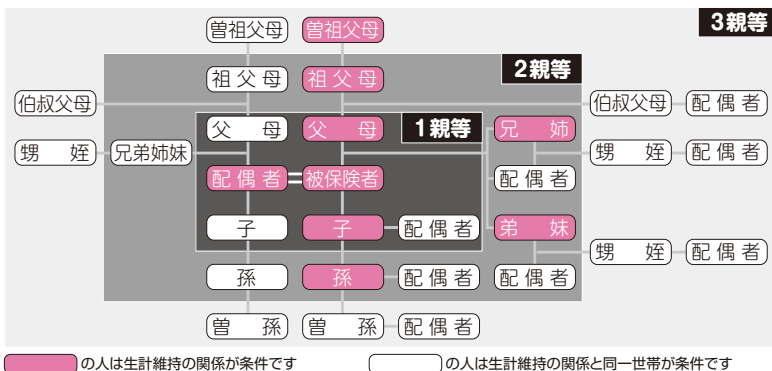 3親等
曽祖父母 曽祖父母
2親等
祖父母 祖父母
伯叔父母 伯叔父母 配偶者
父母 父母 1親等 兄姉
甥姪 兄弟姉妹 甥姪 配偶者
配偶者 被保険者 配偶者
子 子 配偶者 弟妹
甥姪 配偶者
孫 孫 配偶者 配偶者
曽孫 曽孫 配偶者
の人は生計維持の関係が条件です の人は生計維持の関係と同一世帯が条件です